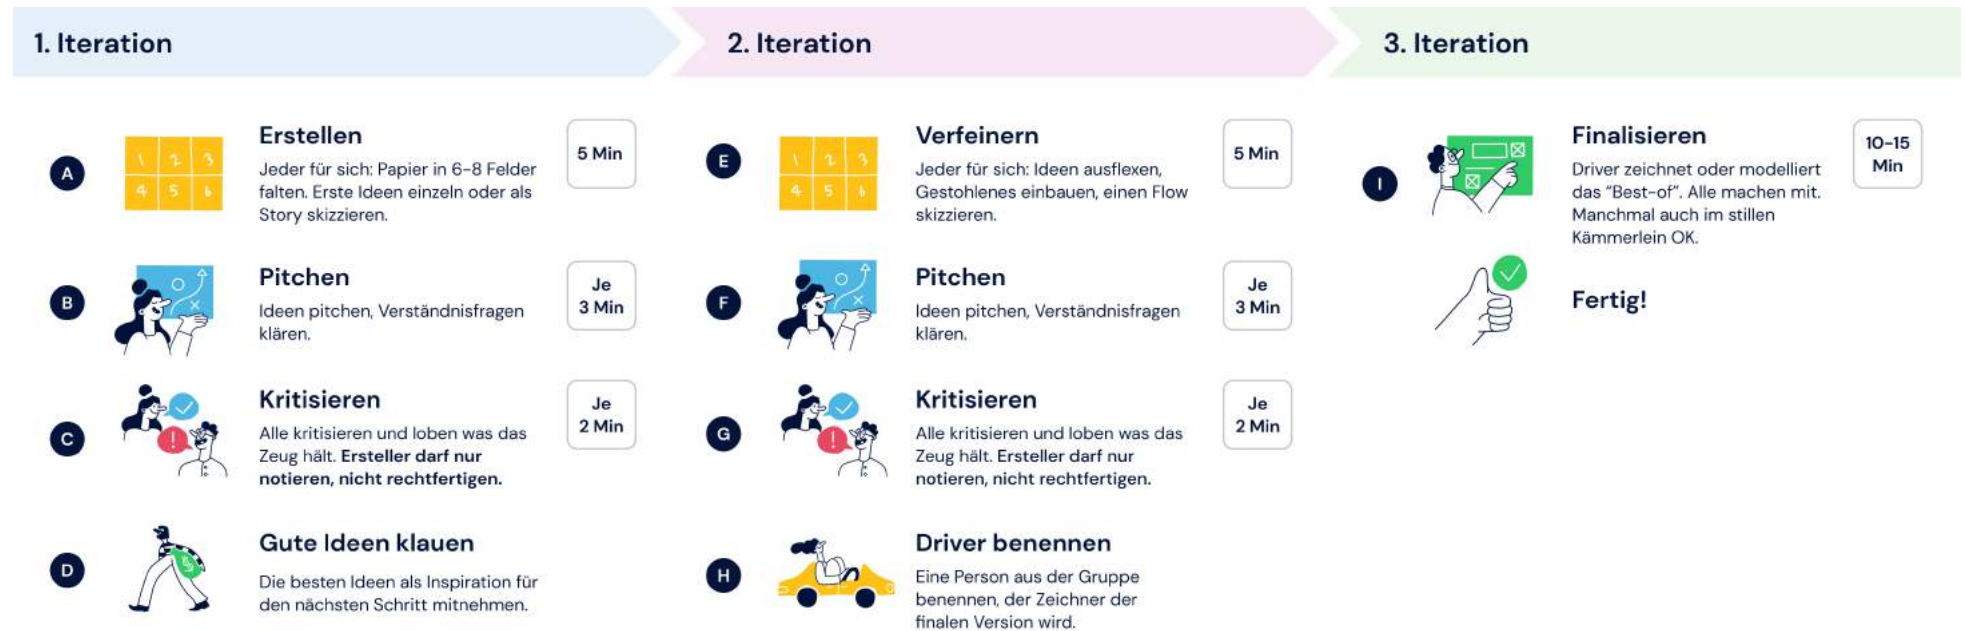 1. Iteration
A
1 2 3
4 5 6
Erstellen
Jeder für sich: Papier in 6–8 Felder
falten. Erste Ideen einzeln oder als
Story skizzieren.
5 Min
B
Pitchen
Ideen pitchen, Verständnisfragen
klären.
Je
3 Min
C
!
Kritisieren
Alle kritisieren und loben was das
Zeug hält. Ersteller darf nur
notieren, nicht rechtfertigen.
Je
2 Min
D
$
Gute Ideen klauen
Die besten Ideen als Inspiration für
den nächsten Schritt mitnehmen.
2. Iteration
E
1 2 3
4 5 6
Verfeinern
Jeder für sich: Ideen ausflexen,
Gestohlenes einbauen, einen Flow
skizzieren.
5 Min
F
Pitchen
Ideen pitchen, Verständnisfragen
klären.
Je
3 Min
G
!
Kritisieren
Alle kritisieren und loben was das
Zeug hält. Ersteller darf nur
notieren, nicht rechtfertigen.
Je
2 Min
H
Driver benennen
Eine Person aus der Gruppe
benennen, der Zeichner der
finalen Version wird.
3. Iteration
I
Finalisieren
Driver zeichnet oder modelliert
das “Best-of”. Alle machen mit.
Manchmal auch im stillen
Kämmerlein OK.
10–15
Min
Fertig!